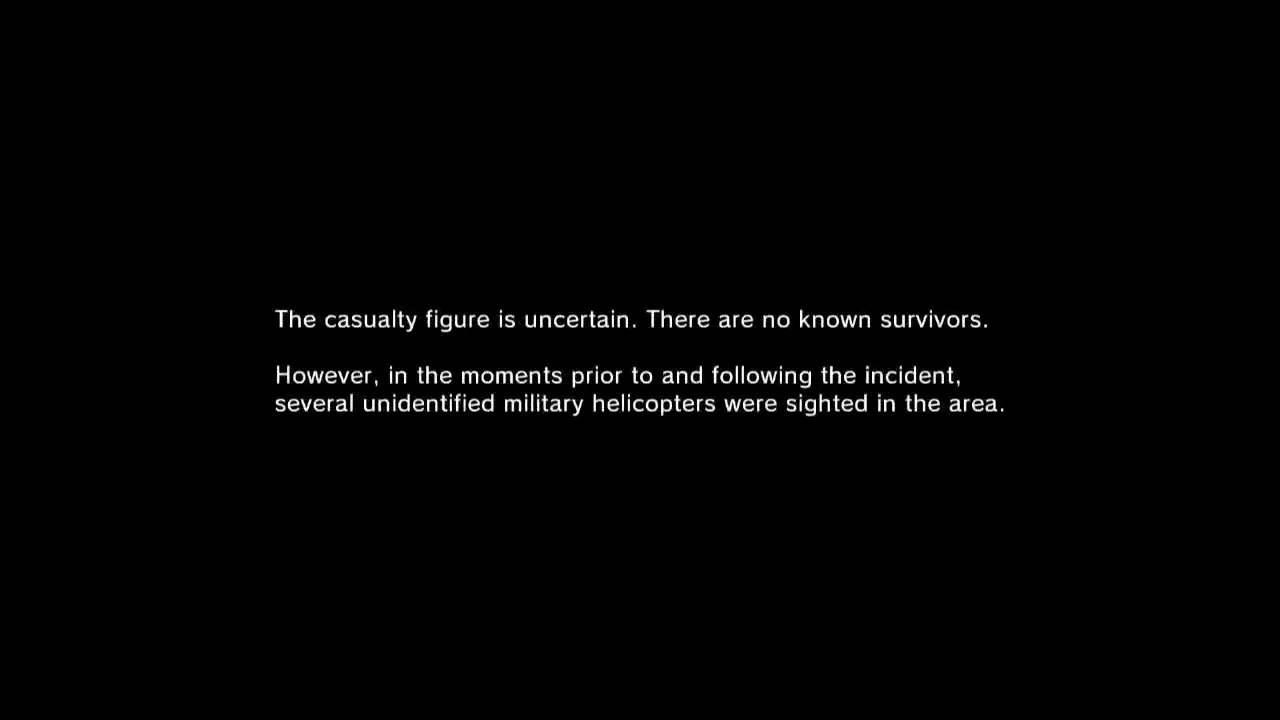 The casualty figure is uncertain. There are no known survivors.
However, in the moments prior to and following the incident,
several unidentified military helicopters were sighted in the area.